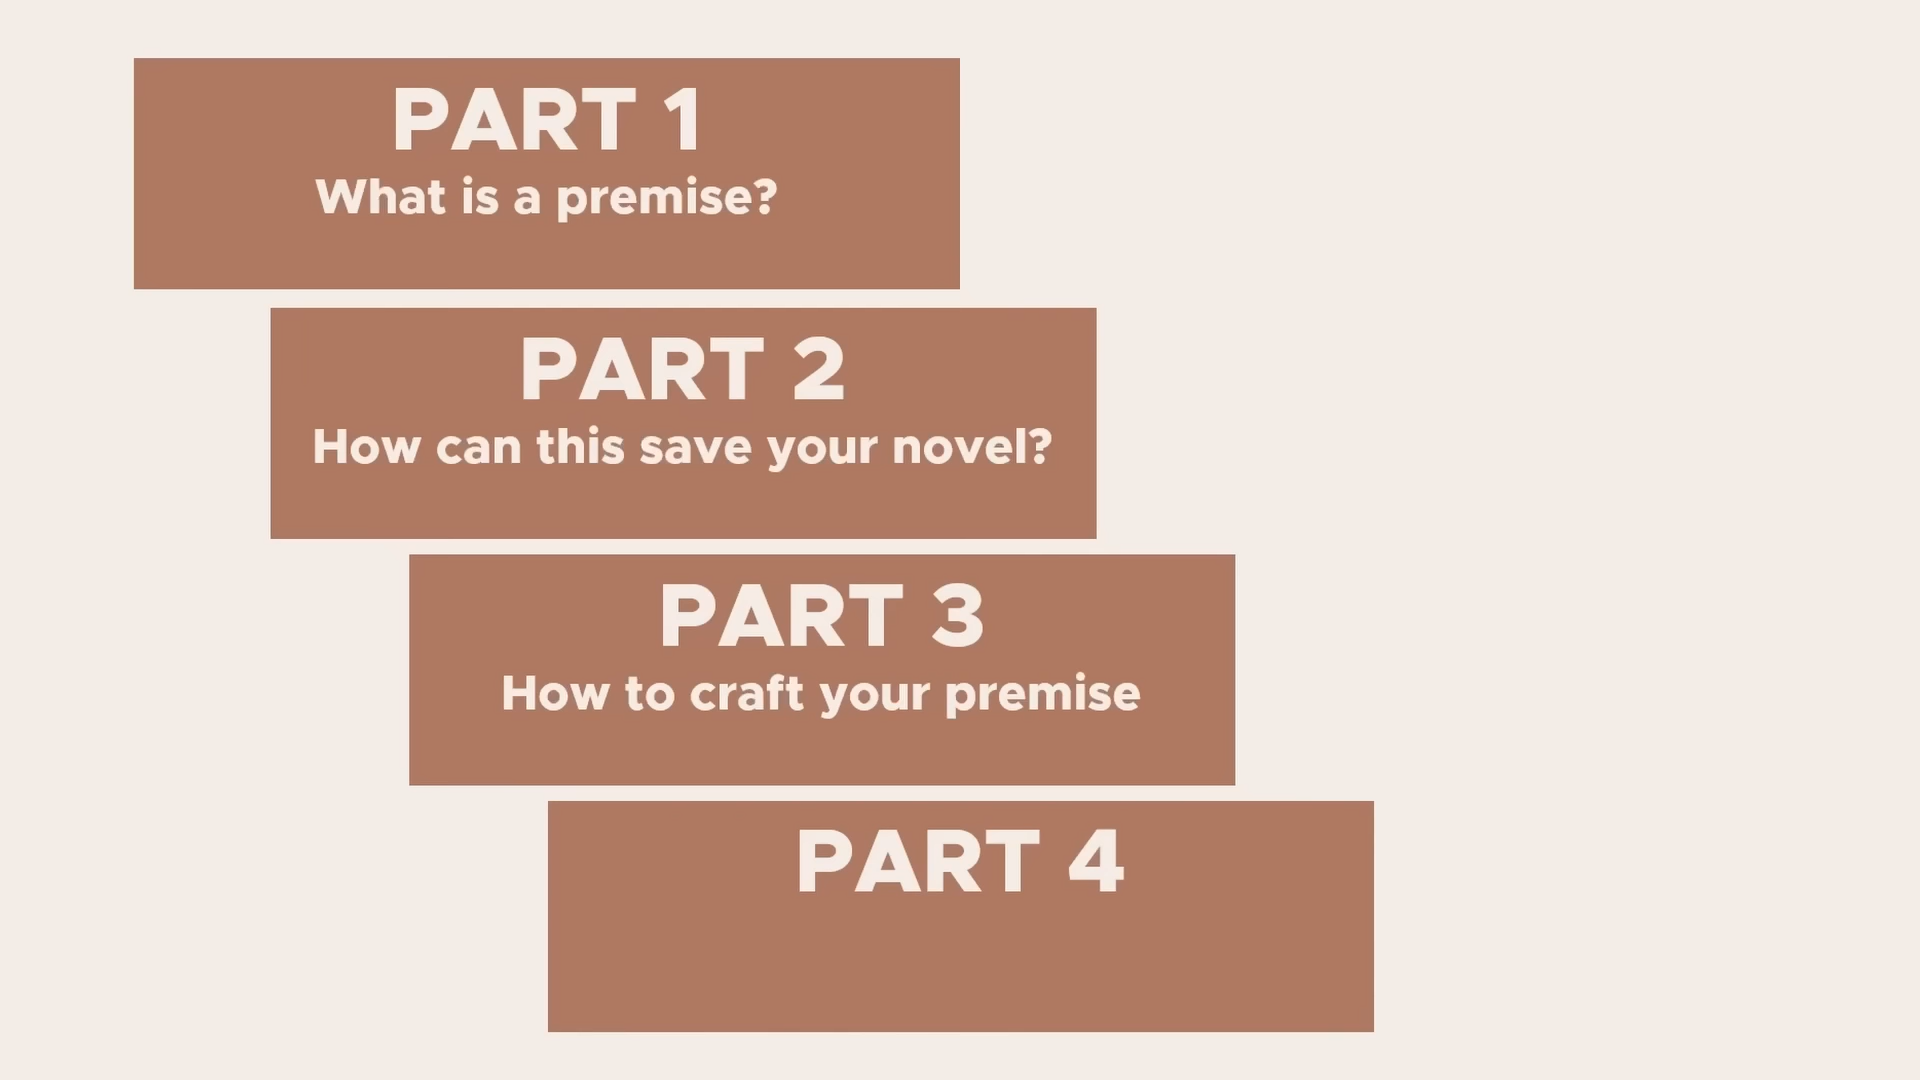 PART 1
What is a premise?
PART 2
How can this save your novel?
PART 3
How to craft your premise
PART 4